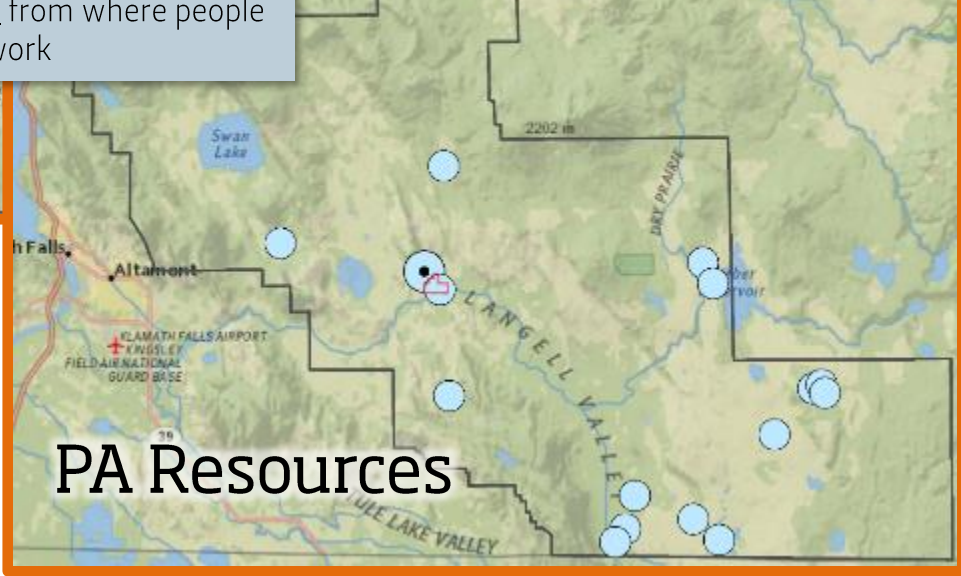 from where people
work
2202 m
Swan
Lake
DRY PRAIRIE
h Falls
Altamont
LANGELL VALLEY
KLAMATH FALLS AIRPORT
KINGSLEY
FIELD AIR NATIONAL
GUARD BASE
39
PA Resources
TULE LAKE VALLEY